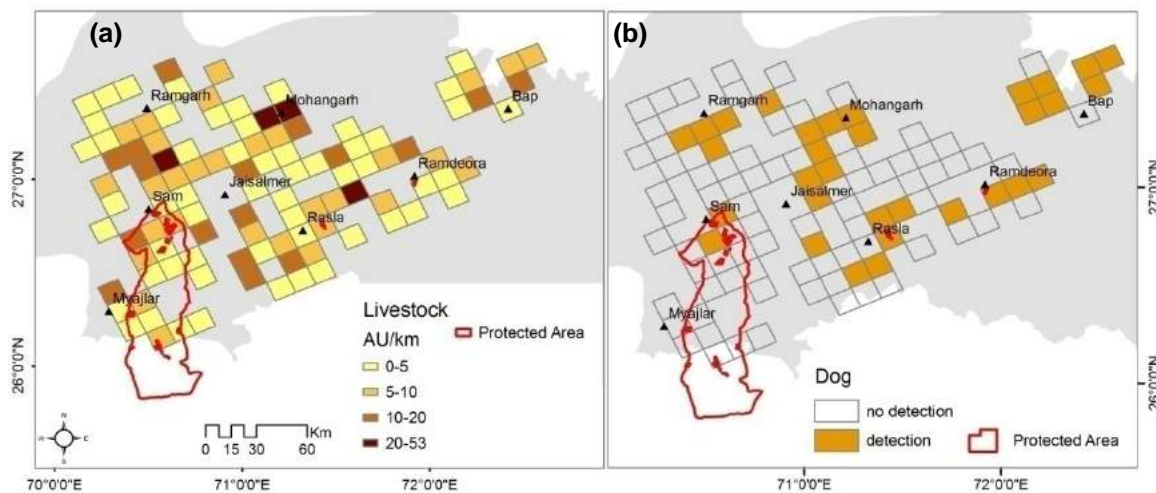 (a)
Ramgarh
Mohangarh
Bap
Ramdeora
Jaisalmer
Sam
Rasla
Myajlar
Livestock
AU/km
Protected Area
0-5
5-10
10-20
20-53
N
W E
S
Km
0 15 30 60
27°0'0"N
26°0'0"N
70°0'0"E 71°0'0"E 72°0'0"E
(b)
Ramgarh
Mohangarh
Bap
Ramdeora
Jaisalmer
Sam
Rasla
Myajlar
Dog
no detection
detection
Protected Area
27°0'0"N
26°0'0"N
71°0'0"E 72°0'0"E